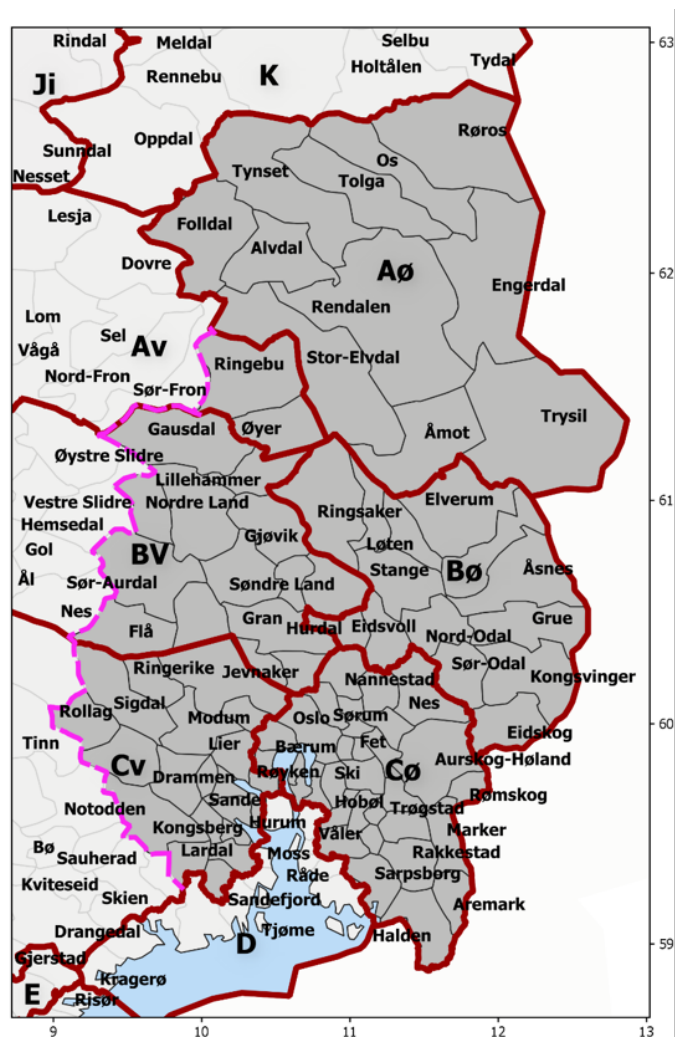 Rindal
Meldal
Selbu
63
Ji
Rennebu
K
Holtålen
Tydal
Oppdal
Røros
Sunndal
Os
Nesset
Tynset
Tolga
Lesja
Folldal
Alvdal
Dovre
Aø
62
Engerdal
Lom
Rendalen
Sel
Vågå
Av
Stor-Elvdal
Nord-Fron
Ringebu
Sør-Fron
Trysil
Gausdal
Øyer
Åmot
Øystre Slidre
Lillehammer
61
Vestre Slidre
Nordre Land
Ringsaker
Elverum
Hemsedal
Gjøvik
Løten
Gol
BV
Stange
Bø
Åsnes
Ål
Sør-Aurdal
Søndre Land
Nes
Gran
Hurdal
Eidsvoll
Grue
Flå
Nord-Odal
Ringerike
Jevnaker
Sør-Odal
Nannestad
Kongsvinger
Sigdal
Nes
Rollag
Modum
Oslo
Sørum
60
Eidskog
Tinn
Lier
Bærum
Fet
Cv
Cø
Aurskog-Høland
Drammen
Røyken
Ski
Rømskog
Notodden
Sande
Hobøl
Trøgstad
Kongsberg
Hurum
Våler
Marker
Bø
Lardal
Moss
Rakkestad
Sauherad
Råde
Sarpsborg
Kviteseid
Skien
Sandefjord
Aremark
Drangedal
D
Tjøme
Halden
59
Gjerstad
Kragerø
E
Risør
9
10
11
12
13